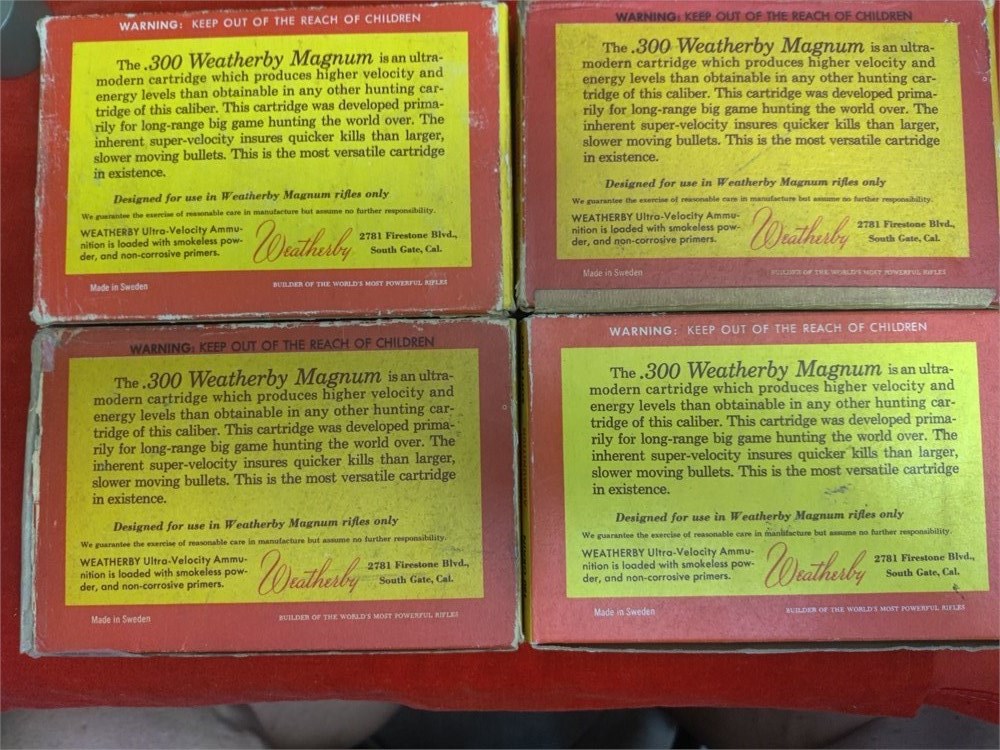 WARNING: KEEP OUT OF THE REACH OF CHILDREN
The .300 Weatherby Magnum is an ultra-
modern cartridge which produces higher velocity and
energy levels than obtainable in any other hunting car-
tridge of this caliber. This cartridge was developed prima-
rily for long-range big game hunting the world over. The
inherent super-velocity insures quicker kills than larger,
slower moving bullets. This is the most versatile cartridge
in existence.
Designed for use in Weatherby Magnum rifles only
We guarantee the exercise of reasonable care in manufacture but assume no further responsibility.
WEATHERBY Ultra-Velocity Ammu-
nition is loaded with smokeless pow-
der, and non-corrosive primers.
Weatherby
2781 Firestone Blvd.,
South Gate, Cal.
Made in Sweden
BUILDER OF THE WORLD'S MOST POWERFUL RIFLES
WARNING: KEEP OUT OF THE REACH OF CHILDREN
The .300 Weatherby Magnum is an ultra-
modern cartridge which produces higher velocity and
energy levels than obtainable in any other hunting car-
tridge of this caliber. This cartridge was developed prima-
rily for long-range big game hunting the world over. The
inherent super-velocity insures quicker kills than larger,
slower moving bullets. This is the most versatile cartridge
in existence.
Designed for use in Weatherby Magnum rifles only
We guarantee the exercise of reasonable care in manufacture but assume no further responsibility.
WEATHERBY Ultra-Velocity Ammu-
nition is loaded with smokeless pow-
der, and non-corrosive primers.
Weatherby
2781 Firestone Blvd.,
South Gate, Cal.
Made in Sweden
BUILDER OF THE WORLD'S MOST POWERFUL RIFLES
WARNING: KEEP OUT OF THE REACH OF CHILDREN
The .300 Weatherby Magnum is an ultra-
modern cartridge which produces higher velocity and
energy levels than obtainable in any other hunting car-
tridge of this caliber. This cartridge was developed prima-
rily for long-range big game hunting the world over. The
inherent super-velocity insures quicker kills than larger,
slower moving bullets. This is the most versatile cartridge
in existence.
Designed for use in Weatherby Magnum rifles only
We guarantee the exercise of reasonable care in manufacture but assume no further responsibility.
WEATHERBY Ultra-Velocity Ammu-
nition is loaded with smokeless pow-
der, and non-corrosive primers.
Weatherby
2781 Firestone Blvd.,
South Gate, Cal.
Made in Sweden
BUILDER OF THE WORLD'S MOST POWERFUL RIFLES
WARNING: KEEP OUT OF THE REACH OF CHILDREN
The .300 Weatherby Magnum is an ultra-
modern cartridge which produces higher velocity and
energy levels than obtainable in any other hunting car-
tridge of this caliber. This cartridge was developed prima-
rily for long-range big game hunting the world over. The
inherent super-velocity insures quicker kills than larger,
slower moving bullets. This is the most versatile cartridge
in existence.
Designed for use in Weatherby Magnum rifles only
We guarantee the exercise of reasonable care in manufacture but assume no further responsibility.
WEATHERBY Ultra-Velocity Ammu-
nition is loaded with smokeless pow-
der, and non-corrosive primers.
Weatherby
2781 Firestone Blvd.,
South Gate, Cal.
Made in Sweden
BUILDER OF THE WORLD'S MOST POWERFUL RIFLES